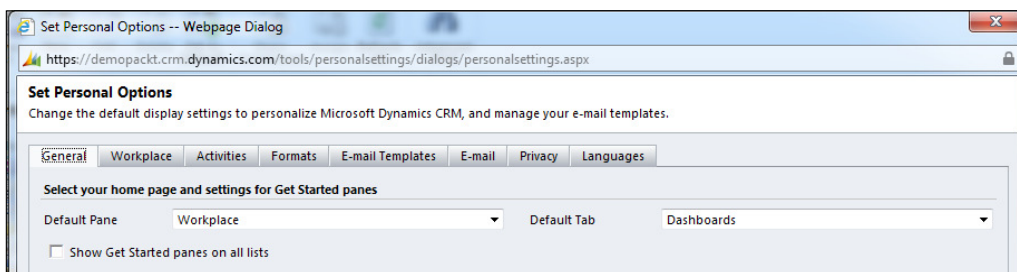 Set Personal Options -- Webpage Dialog
https://demopackt.crm.dynamics.com/tools/personalsettings/dialogs/personalsettings.aspx
Set Personal Options
Change the default display settings to personalize Microsoft Dynamics CRM, and manage your e-mail templates.
General Workplace Activities Formats E-mail Templates E-mail Privacy Languages
Select your home page and settings for Get Started panes
Default Pane Workplace Default Tab Dashboards
Show Get Started panes on all lists